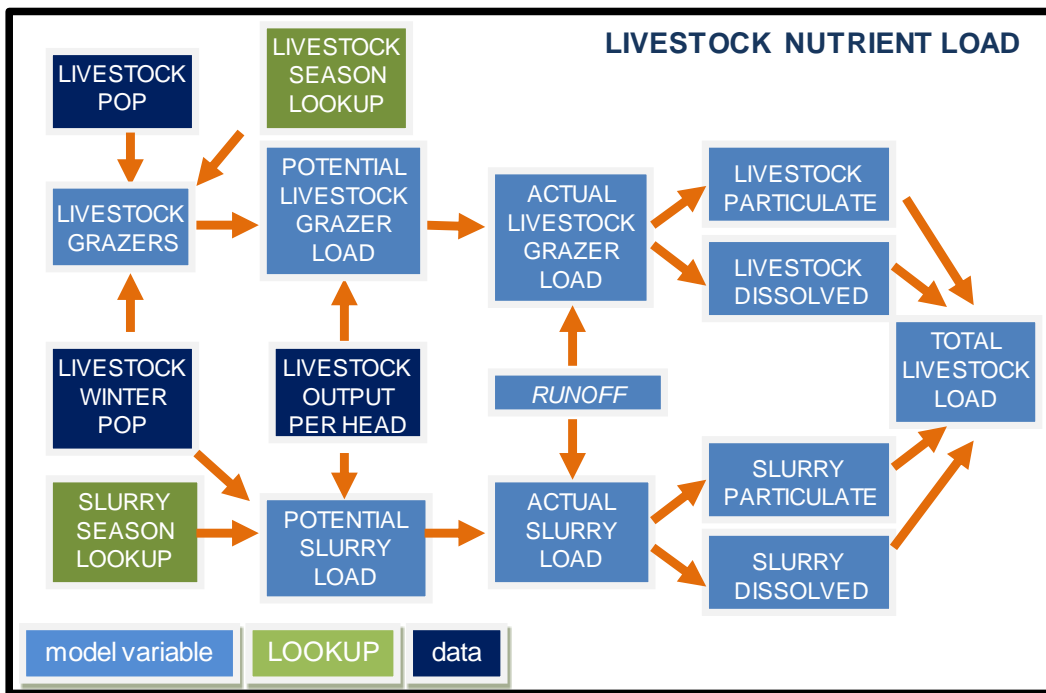 LIVESTOCK NUTRIENT LOAD
LIVESTOCK
POP
LIVESTOCK
SEASON
LOOKUP
LIVESTOCK
GRAZERS
POTENTIAL
LIVESTOCK
GRAZER
LOAD
ACTUAL
LIVESTOCK
GRAZER
LOAD
LIVESTOCK
PARTICULATE
LIVESTOCK
DISSOLVED
LIVESTOCK
WINTER
POP
LIVESTOCK
OUTPUT
PER HEAD
RUNOFF
TOTAL
LIVESTOCK
LOAD
SLURRY
SEASON
LOOKUP
POTENTIAL
SLURRY
LOAD
ACTUAL
SLURRY
LOAD
SLURRY
PARTICULATE
SLURRY
DISSOLVED
model variable
LOOKUP
data